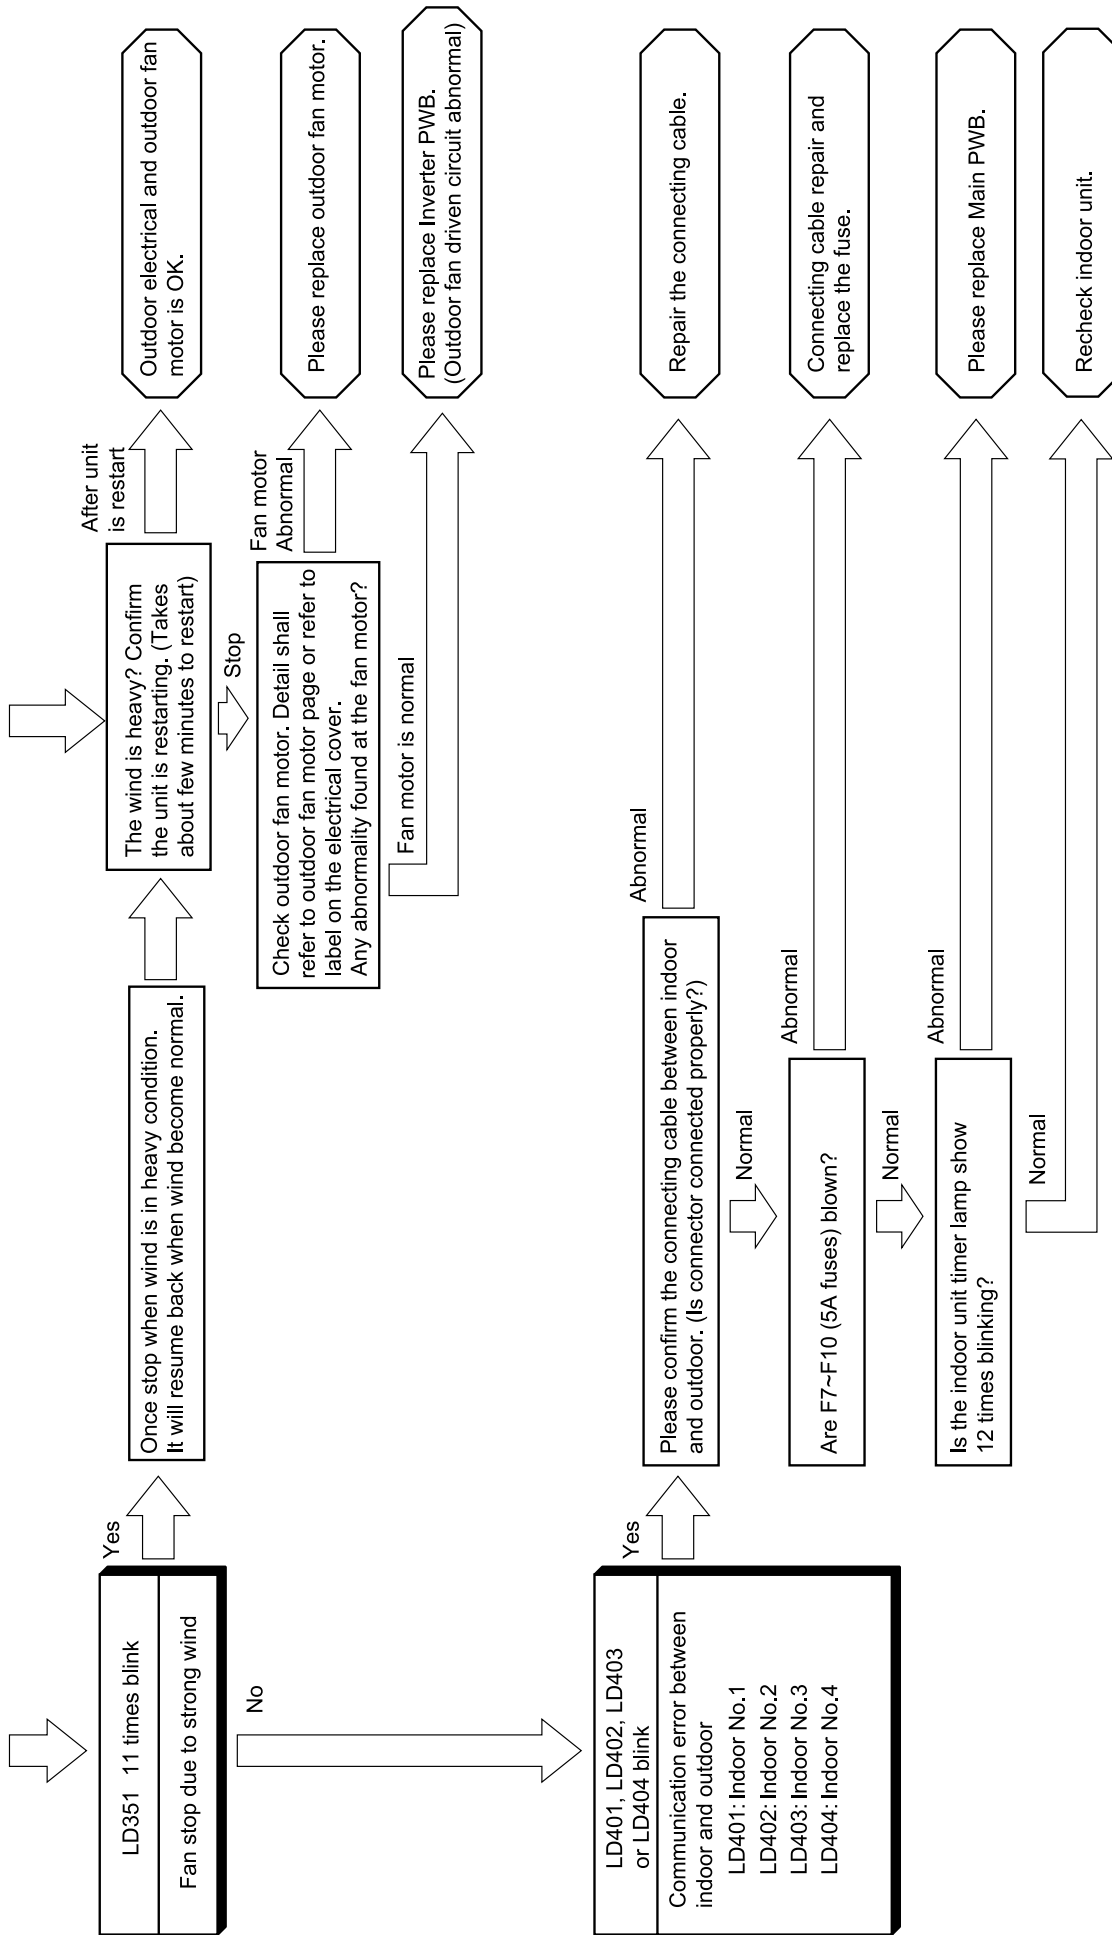 LD351 11 times blink
Fan stop due to strong wind
Yes
Once stop when wind is in heavy condition.
It will resume back when wind become normal.
The wind is heavy? Confirm
the unit is restarting. (Takes
about few minutes to restart)
After unit
is restart
Outdoor electrical and outdoor fan
motor is OK.
Stop
Check outdoor fan motor. Detail shall
refer to outdoor fan motor page or refer to
label on the electrical cover.
Any abnormality found at the fan motor?
Fan motor
Abnormal
Please replace outdoor fan motor.
Fan motor is normal
Please replace Inverter PWB.
(Outdoor fan driven circuit abnormal)
No
LD401, LD402, LD403
or LD404 blink
Communication error between
indoor and outdoor
LD401: Indoor No.1
LD402: Indoor No.2
LD403: Indoor No.3
LD404: Indoor No.4
Yes
Please confirm the connecting cable between indoor
and outdoor. (Is connector connected properly?)
Abnormal
Repair the connecting cable.
Normal
Are F7~F10 (5A fuses) blown?
Abnormal
Connecting cable repair and
replace the fuse.
Normal
Is the indoor unit timer lamp show
12 times blinking?
Abnormal
Please replace Main PWB.
Normal
Recheck indoor unit.